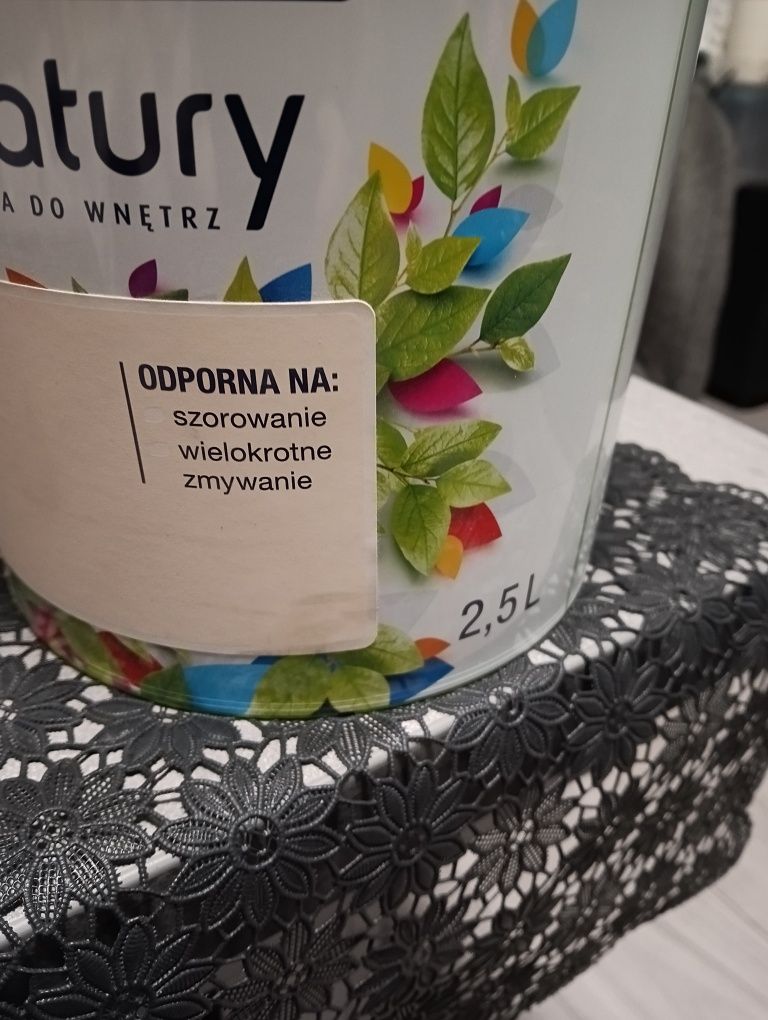 atury
A DO WNĘTRZ
ODPORNA NA:
szorowanie
wielokrotne
zmywanie
2,5L